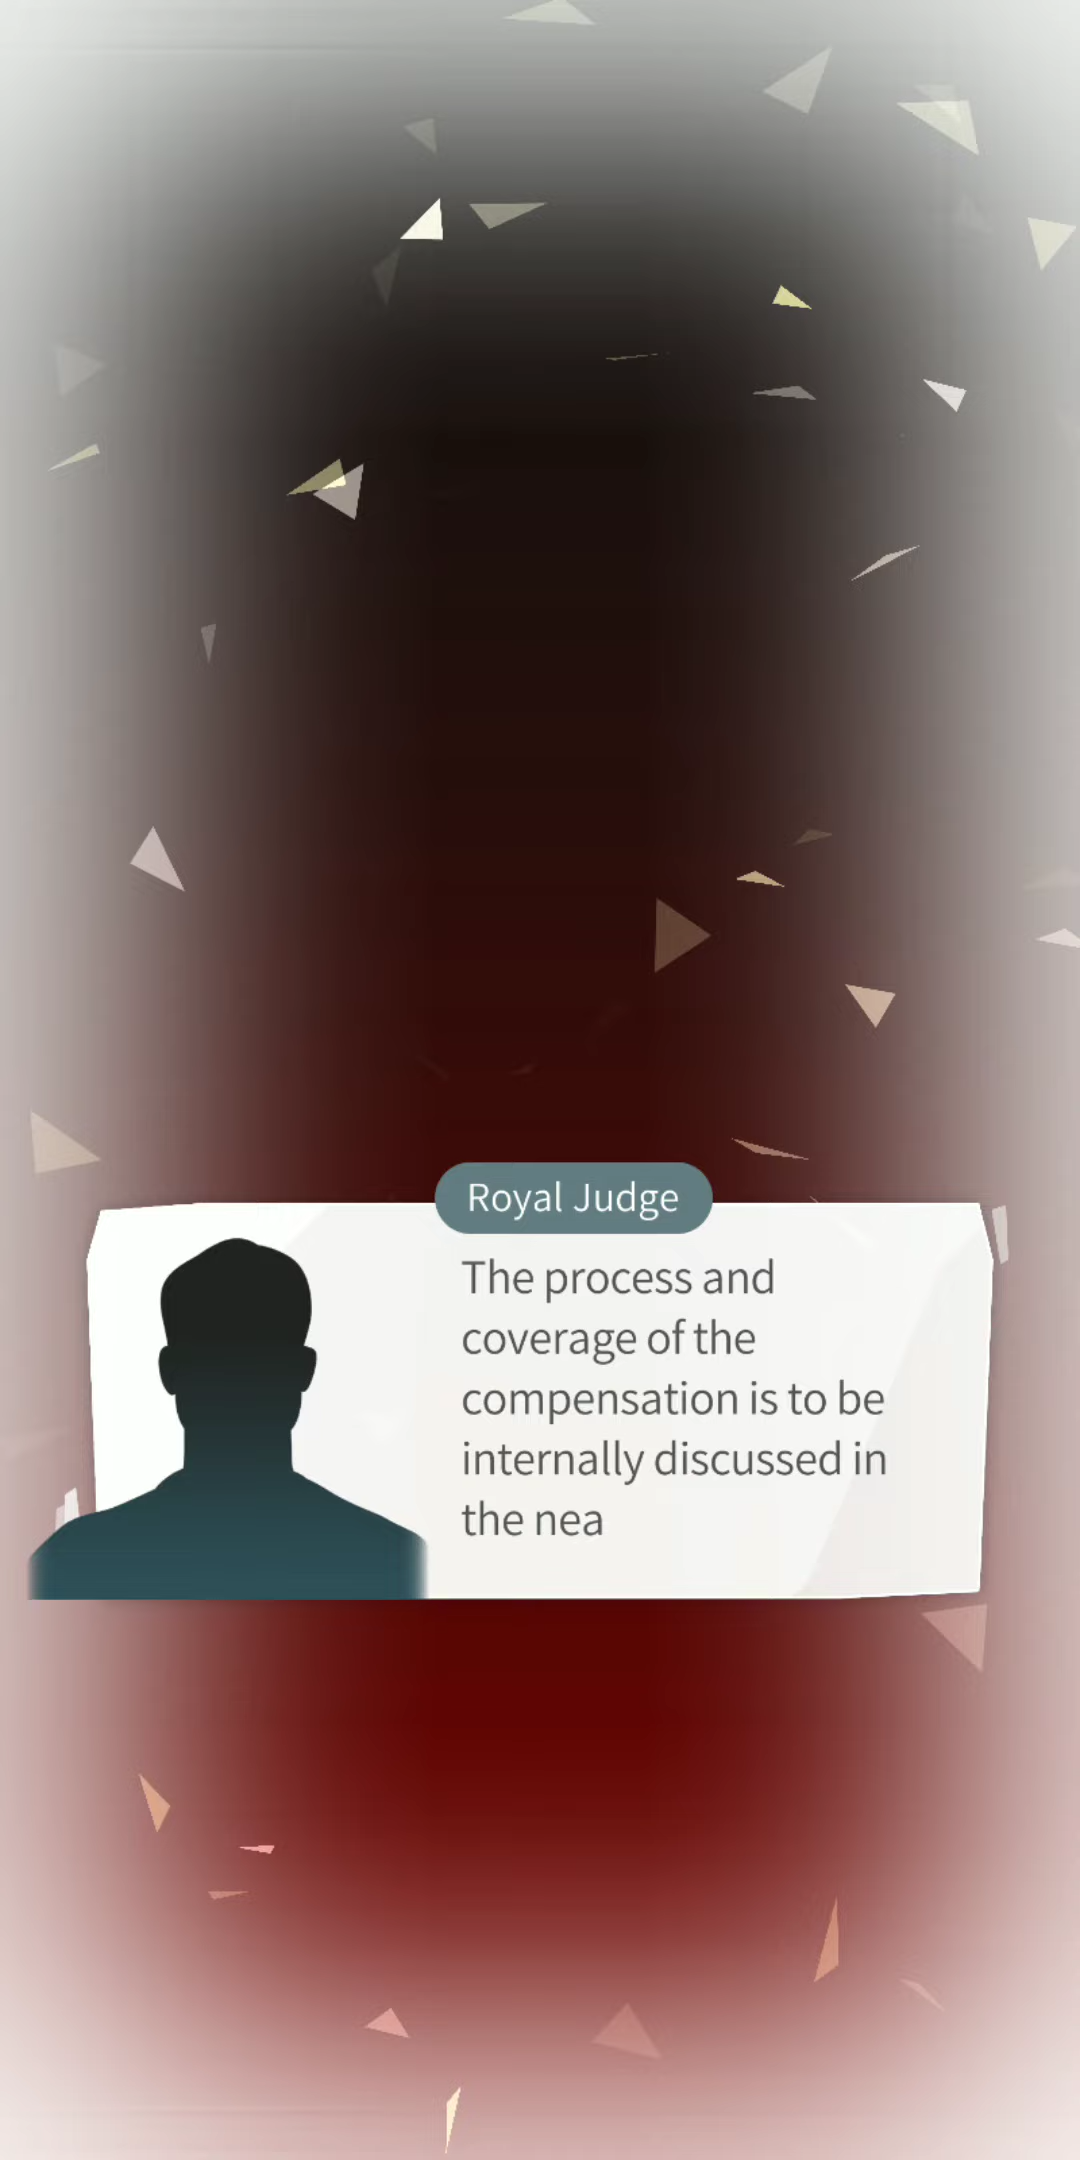 Royal Judge
The process and
coverage of the
compensation is to be
internally discussed in
the nea